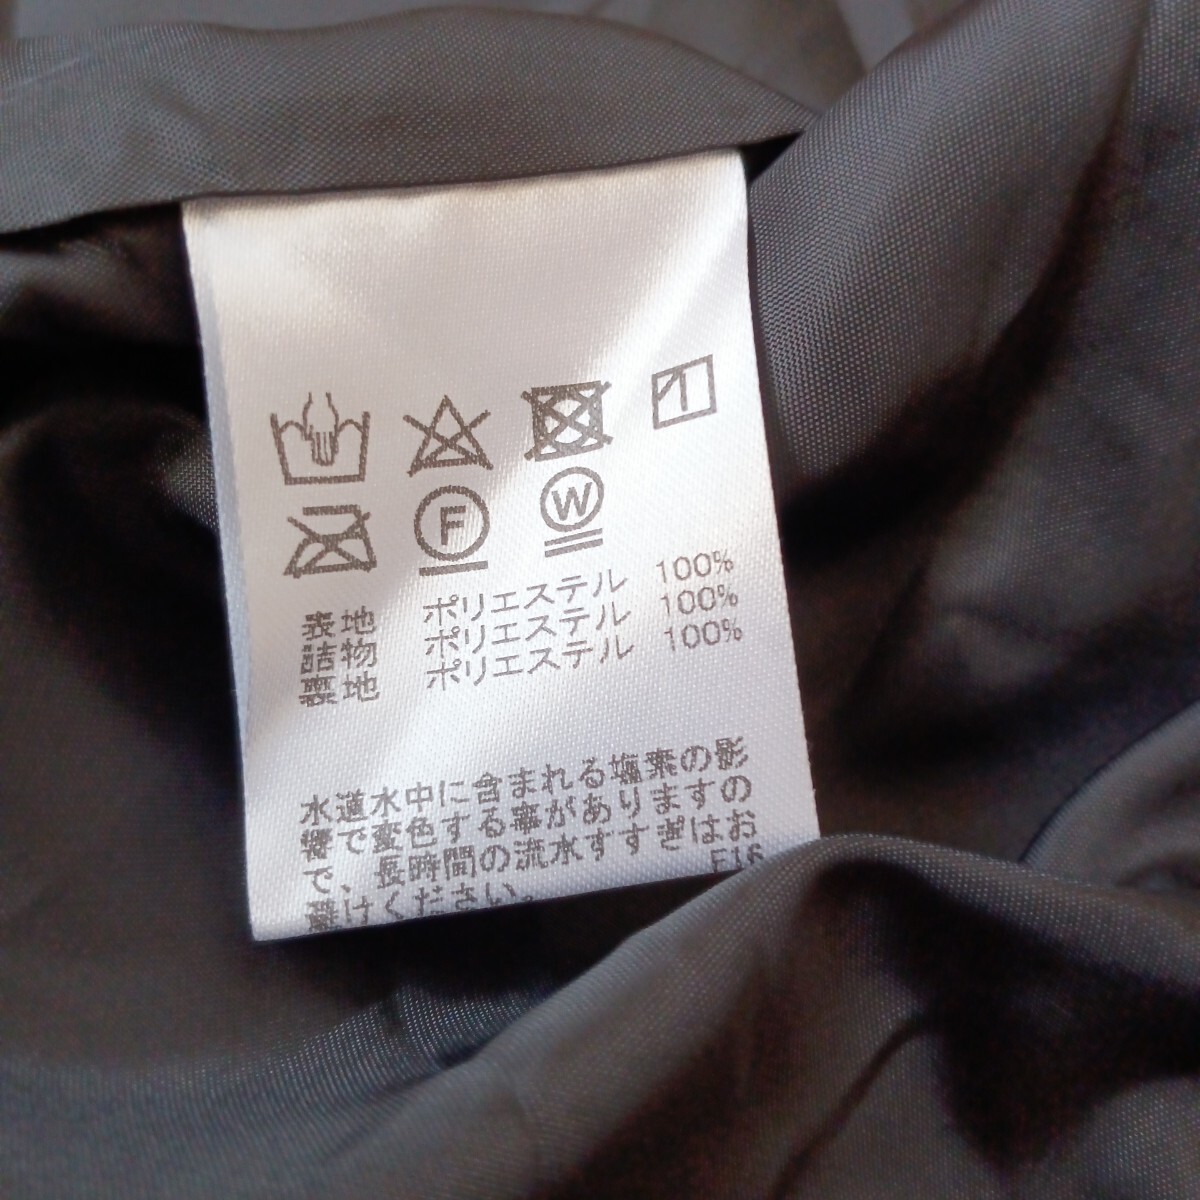 F W
表地 ポリエステル 100%
詰物 ポリエステル 100%
裏地 ポリエステル 100%
水道水中に含まれる塩素の影
響で変色する事がありますの
で、長時間の流水すすぎはお
避けください。
F16